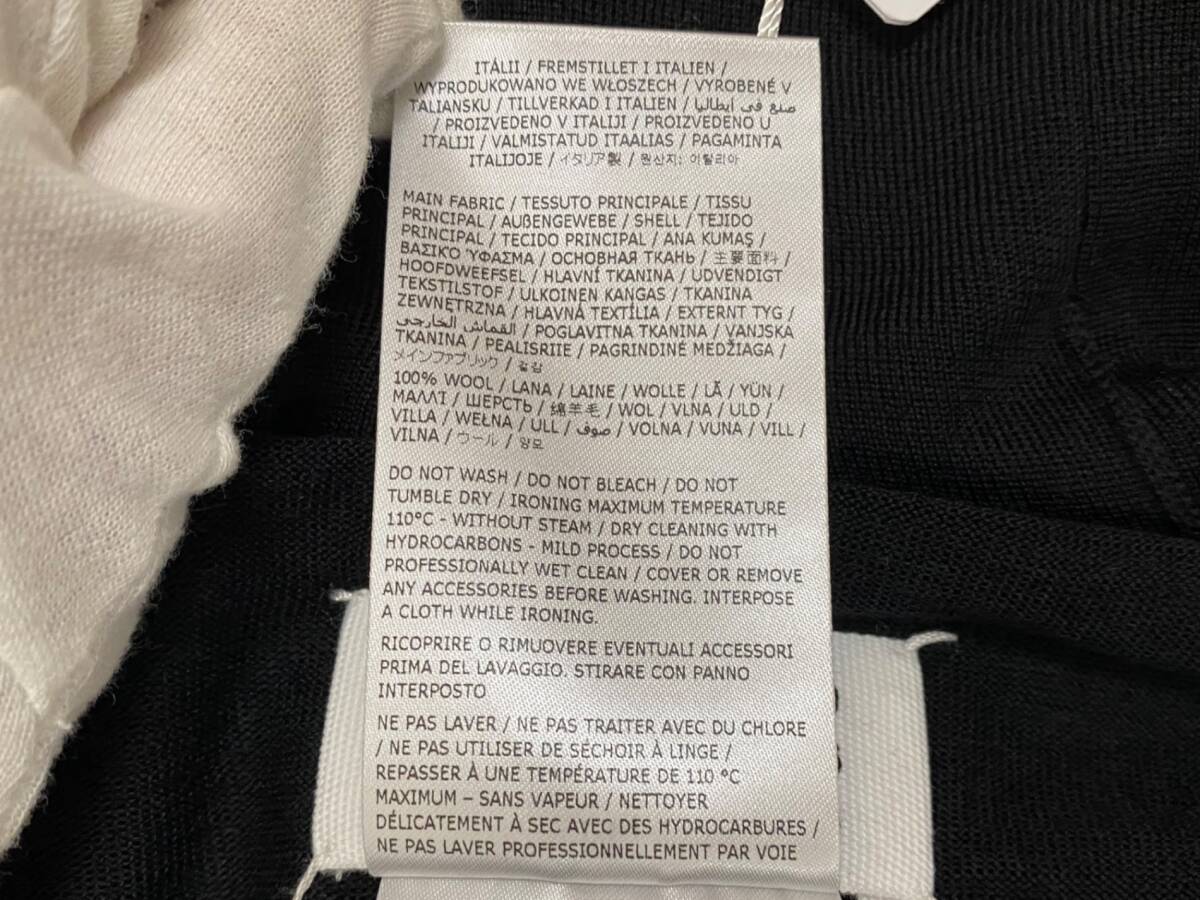 ITÁLII / FREMSTILLET I ITALIEN /
WYPRODUKOWANO WE WŁOSZECH / VYROBENÉ V
TALIANSKU / TILLVERKAD I ITALIEN / صنع في إيطاليا
/ PROIZVEDENO V ITALIJI / PROIZVEDENO U
ITALIJI / VALMISTATUD ITAALIAS / PAGAMINTA
ITALIJOJE / イタリア製 / 원산지: 이탈리아
MAIN FABRIC / TESSUTO PRINCIPALE / TISSU
PRINCIPAL / AUßENGEWEBE / SHELL / TEJIDO
PRINCIPAL / TECIDO PRINCIPAL / ANA KUMAŞ /
ΒΑΣΙΚΌ ΎΦΑΣΜΑ / ОСНОВНАЯ ТКАНЬ / 主要面料 /
HOOFDWEEFSEL / HLAVNÍ TKANINA / UDVENDIGT
TEKSTILSTOF / ULKOINEN KANGAS / TKANINA
ZEWNĘTRZNA / HLAVNÁ TEXTÍLIA / EXTERNT TYG /
القماش الخارجي / POGLAVITNA TKANINA / VANJSKA
TKANINA / PEALISRIIE / PAGRINDINĖ MEDŽIAGA /
メインファブリック / 겉감
100% WOOL / LANA / LAINE / WOLLE / LÃ / YÜN /
ΜΑΛΛΊ / ШЕРСТЬ / 绵羊毛 / WOL / VLNA / ULD /
VILLA / WEŁNA / ULL / صوف / VOLNA / VUNA / VILL /
VILNA / ウール / 양모
DO NOT WASH / DO NOT BLEACH / DO NOT
TUMBLE DRY / IRONING MAXIMUM TEMPERATURE
110°C - WITHOUT STEAM / DRY CLEANING WITH
HYDROCARBONS - MILD PROCESS / DO NOT
PROFESSIONALLY WET CLEAN / COVER OR REMOVE
ANY ACCESSORIES BEFORE WASHING. INTERPOSE
A CLOTH WHILE IRONING.
RICOPRIRE O RIMUOVERE EVENTUALI ACCESSORI
PRIMA DEL LAVAGGIO. STIRARE CON PANNO
INTERPOSTO
NE PAS LAVER / NE PAS TRAITER AVEC DU CHLORE
/ NE PAS UTILISER DE SÉCHOIR À LINGE /
REPASSER À UNE TEMPÉRATURE DE 110 °C
MAXIMUM – SANS VAPEUR / NETTOYER
DÉLICATEMENT À SEC AVEC DES HYDROCARBURES /
NE PAS LAVER PROFESSIONNELLEMENT PAR VOIE